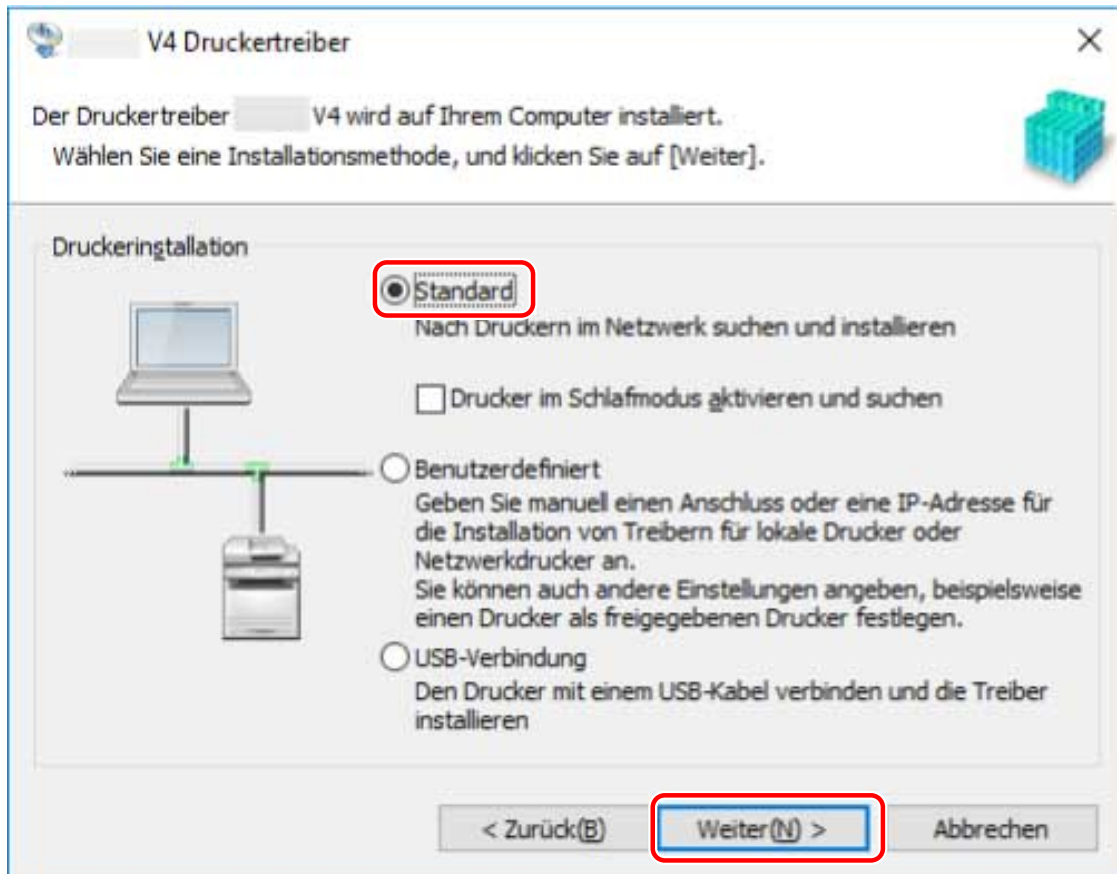 V4 Druckertreiber
Der Druckertreiber V4 wird auf Ihrem Computer installiert.
Wählen Sie eine Installationsmethode, und klicken Sie auf [Weiter].
Druckeringtallation
Standard
Nach Druckern im Netzwerk suchen und installieren
Drucker im Schlafmodus aktivieren und suchen
Benutzerdefiniert
Geben Sie manuell einen Anschluss oder eine IP-Adresse für
die Installation von Treibern für lokale Drucker oder
Netzwerkdrucker an.
Sie können auch andere Einstellungen angeben, beispielsweise
einen Drucker als freigegebenen Drucker festlegen.
USB-Verbindung
Den Drucker mit einem USB-Kabel verbinden und die Treiber
installieren
< Zurück(B)
Weiter(N) >
Abbrechen